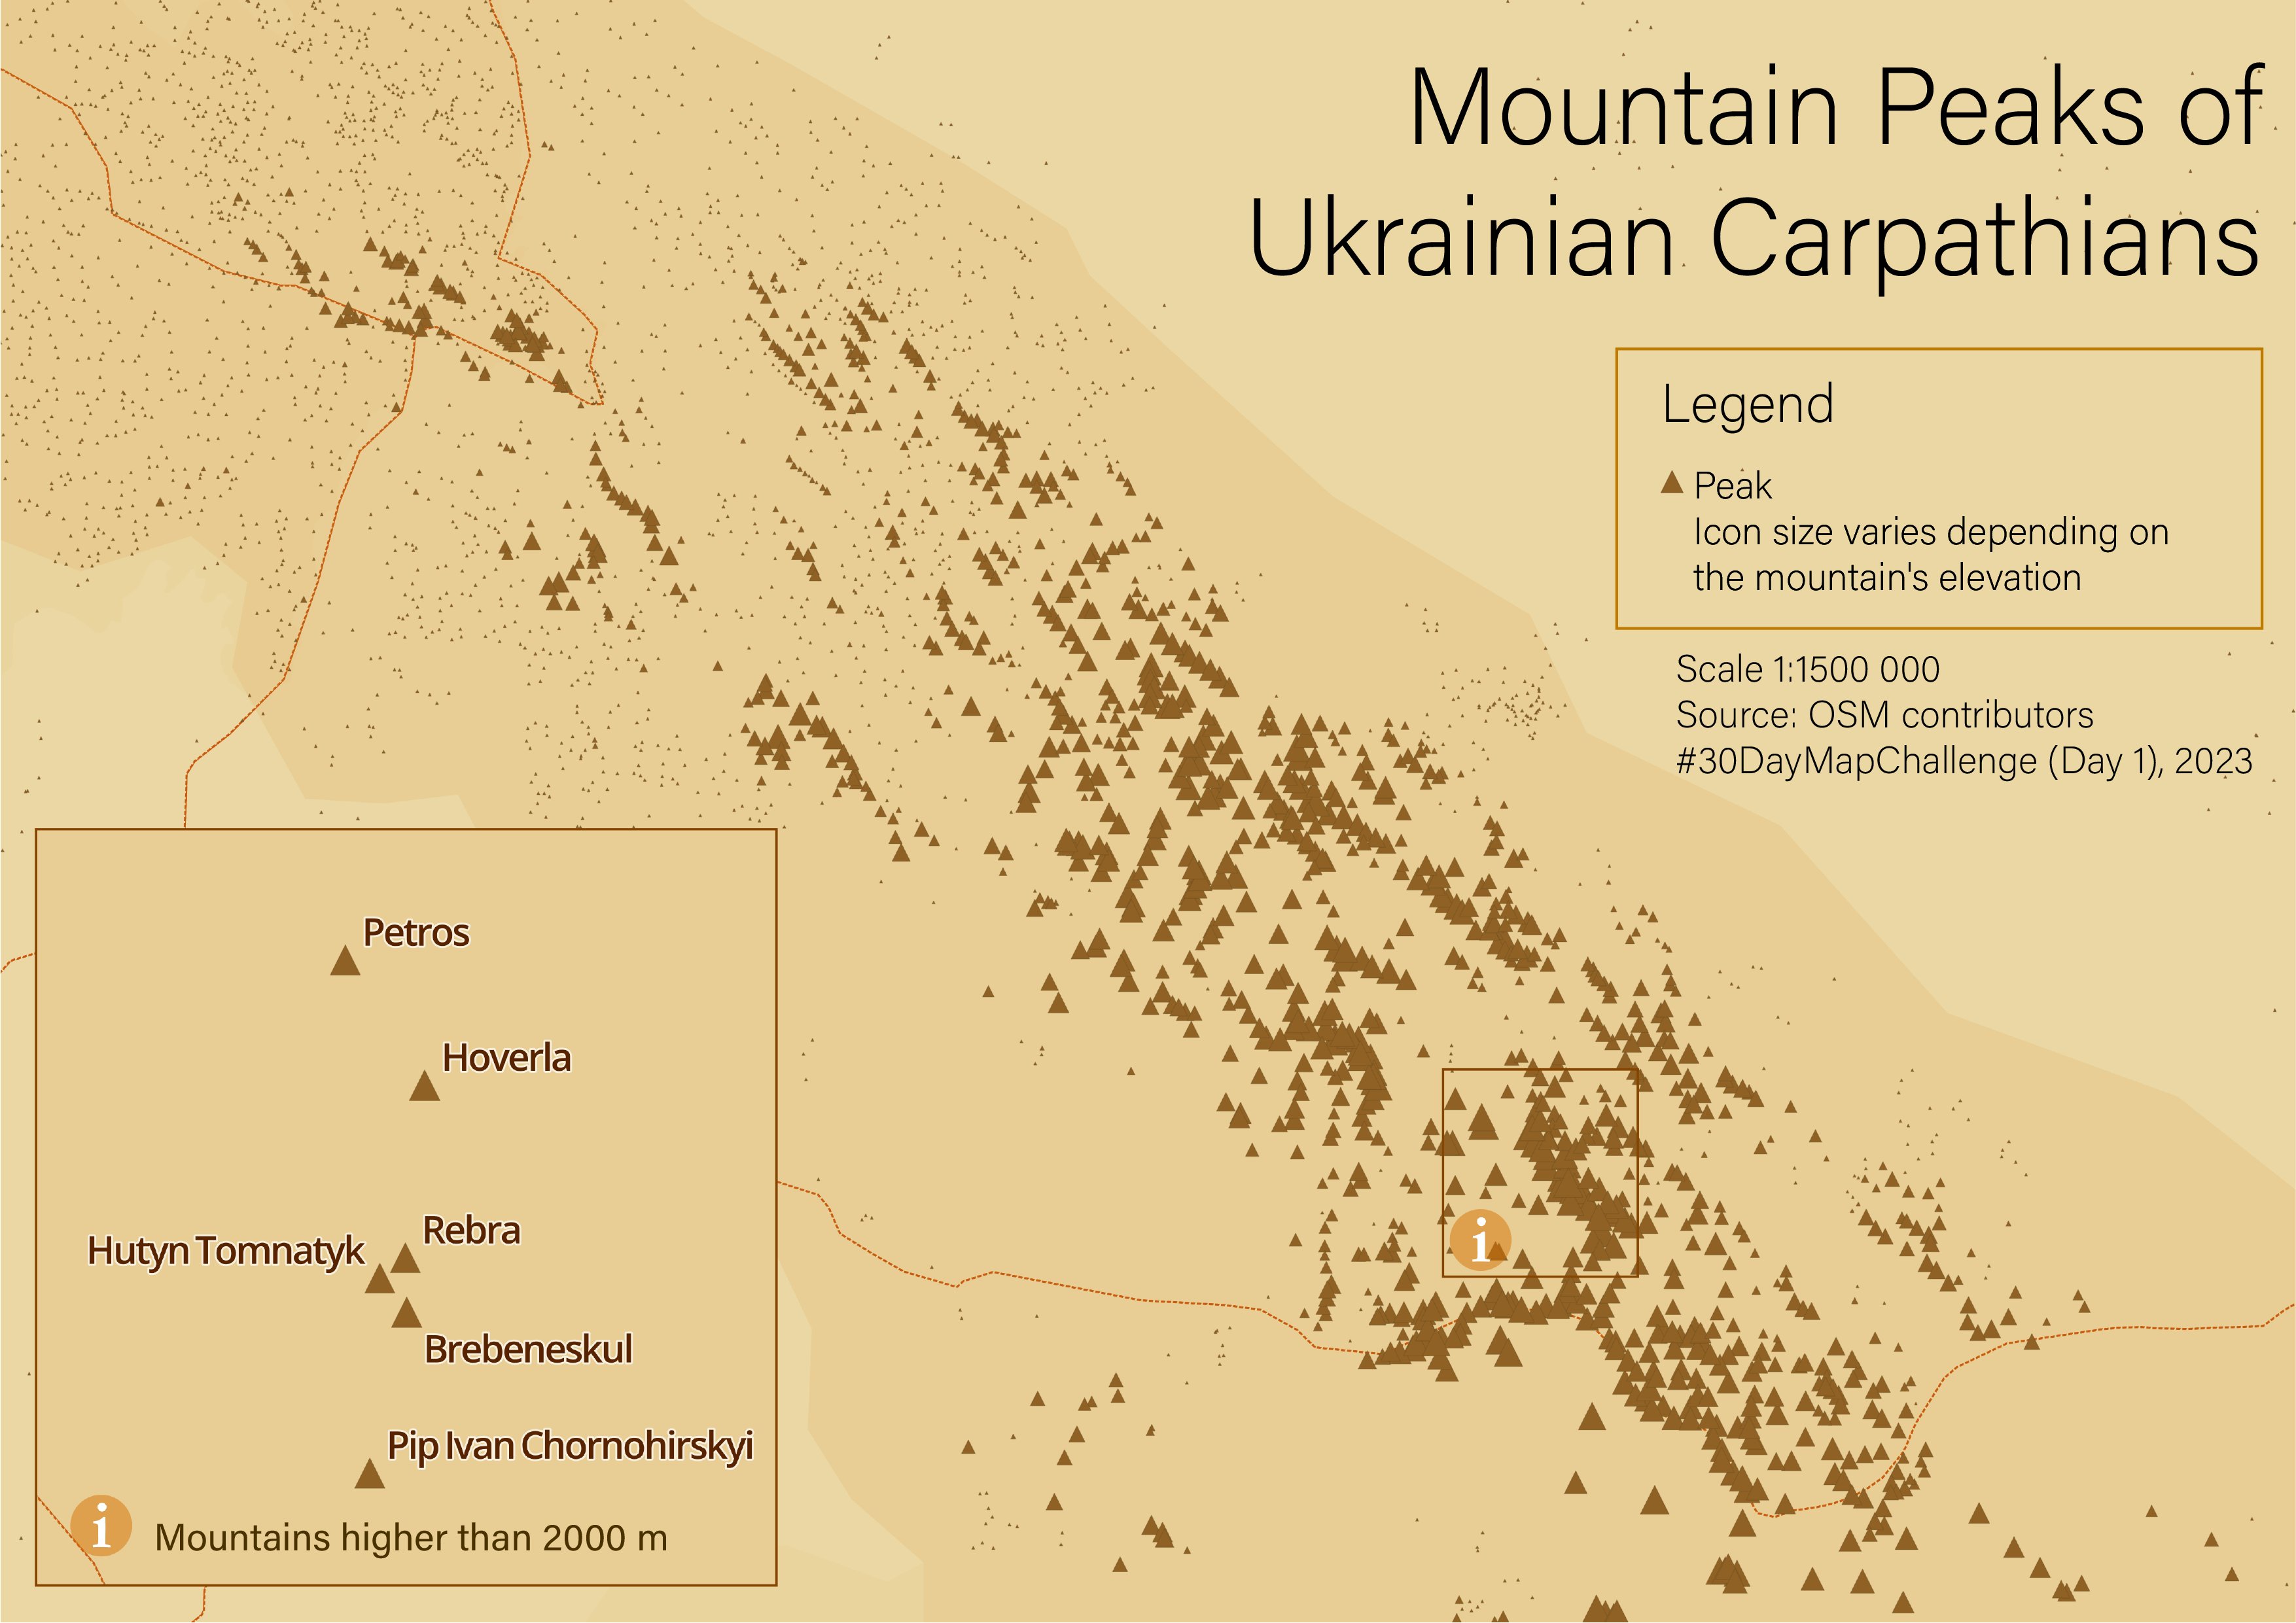 Mountain Peaks of
Ukrainian Carpathians
Legend
Peak
Icon size varies depending on
the mountain's elevation
Scale 1:1500 000
Source: OSM contributors
#30DayMapChallenge (Day 1), 2023
Petros
Hoverla
Rebra
Hutyn Tomnatyk
Brebeneskul
Pip Ivan Chornohirskyi
i
Mountains higher than 2000 m
i